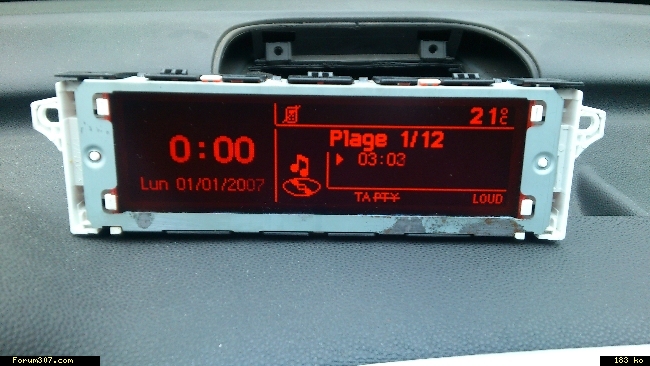 21°C
Plage 1/12
0:00
03:03
Lun 01/01/2007
TA PTY
LOUD
Forum307.com
183 ko